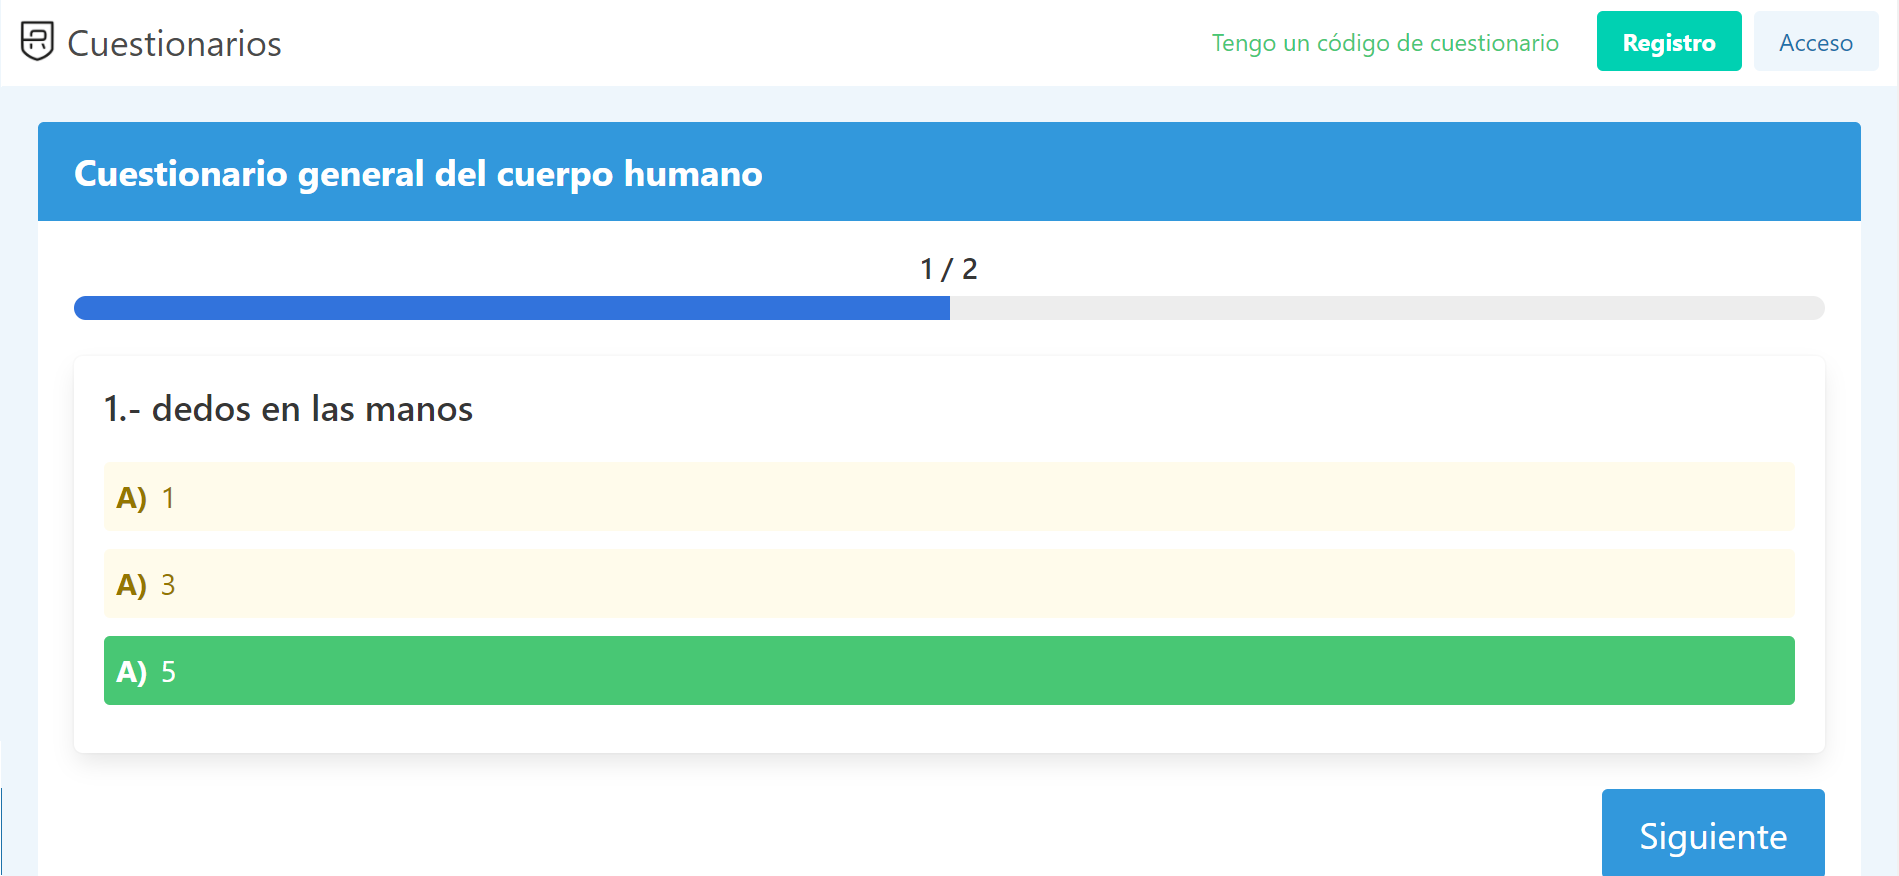 Cuestionarios
Tengo un código de cuestionario
Registro
Acceso
Cuestionario general del cuerpo humano
1 / 2
1.- dedos en las manos
A) 1
A) 3
A) 5
Siguiente